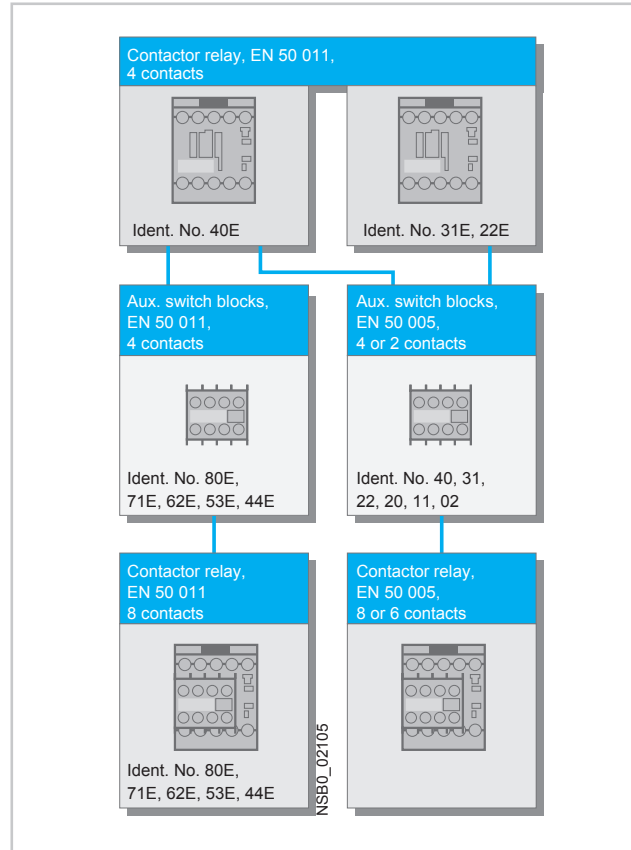 Contactor relay, EN 50 011,
4 contacts
Ident. No. 40E
Ident. No. 31E, 22E
Aux. switch blocks,
EN 50 011,
4 contacts
Aux. switch blocks,
EN 50 005,
4 or 2 contacts
Ident. No. 80E,
71E, 62E, 53E, 44E
Ident. No. 40, 31,
22, 20, 11, 02
Contactor relay,
EN 50 011
8 contacts
Contactor relay,
EN 50 005,
8 or 6 contacts
Ident. No. 80E,
71E, 62E, 53E, 44E
NSB0_02105